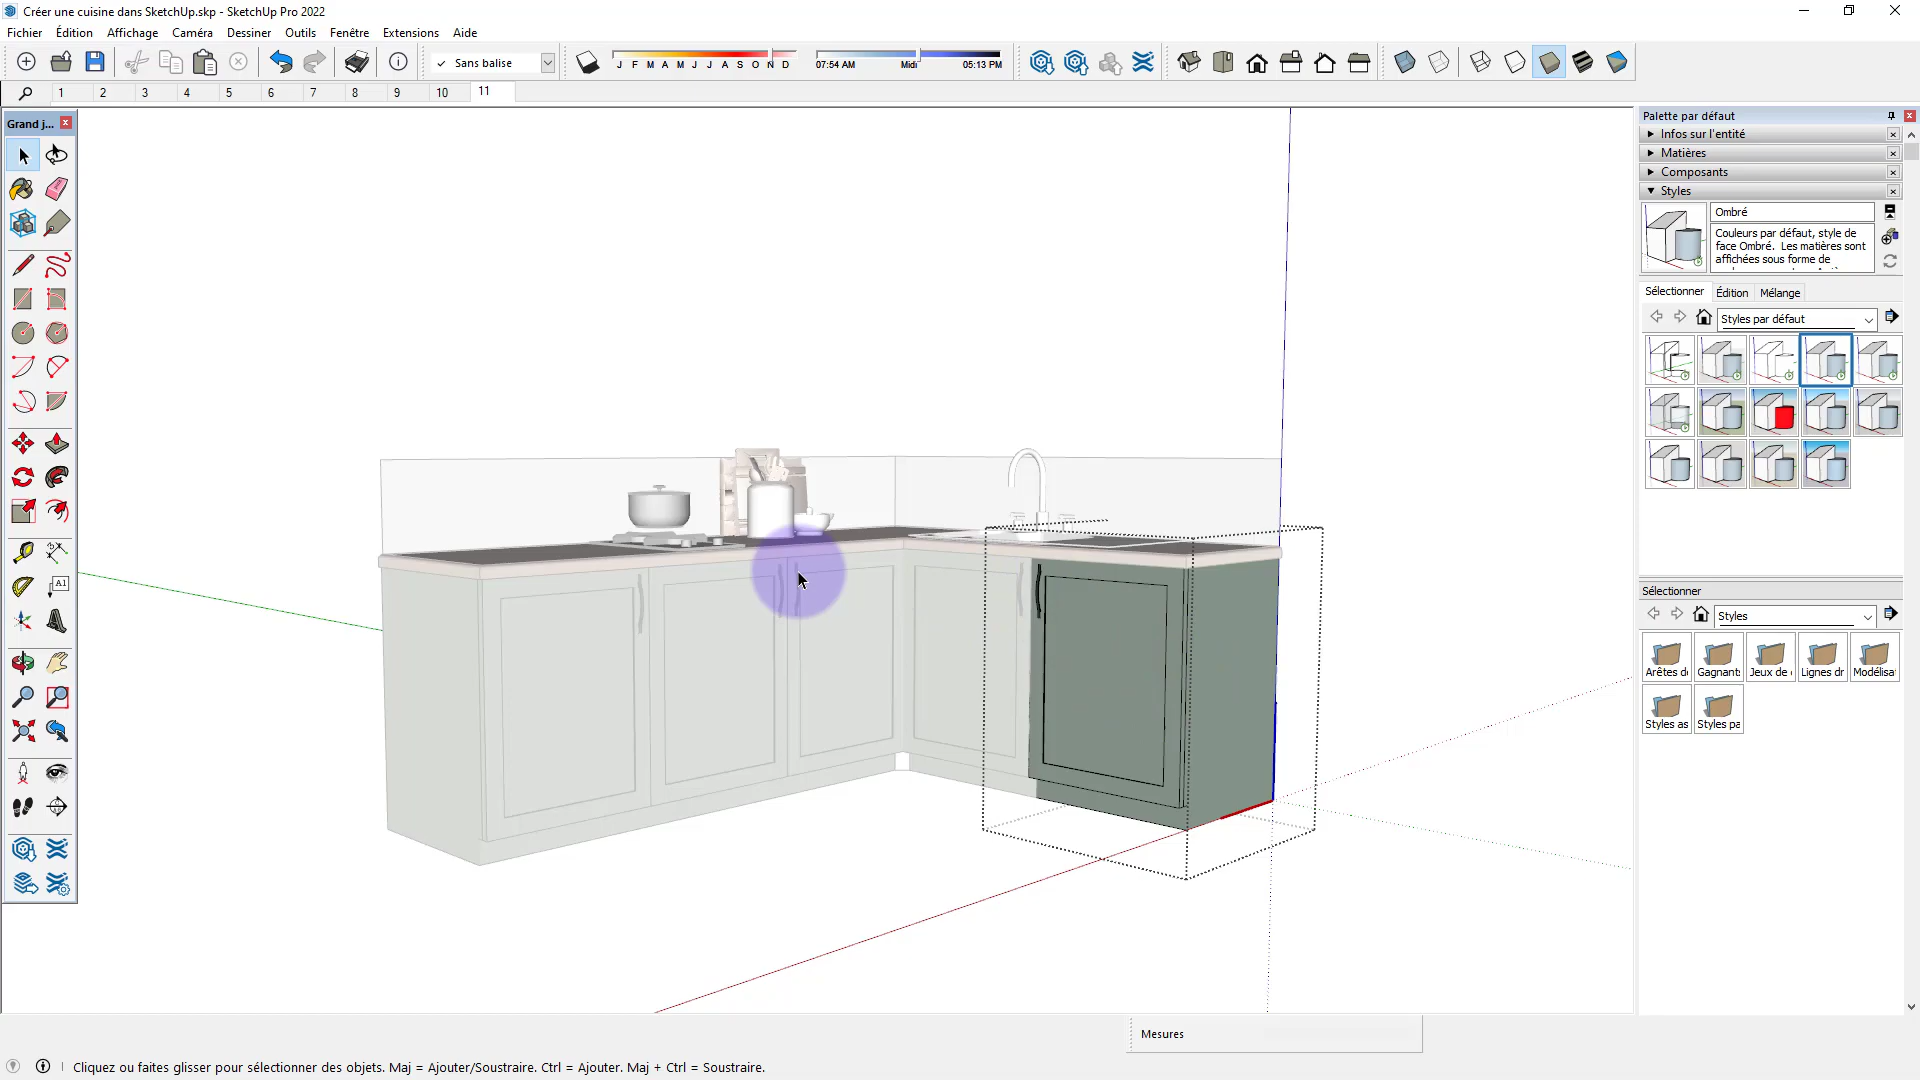 Créer une cuisine dans SketchUp.skp - SketchUp Pro 2022
Fichier Édition Affichage Caméra Dessiner Outils Fenêtre Extensions Aide
Sans balise
J F M A M J J A S O N D
07:54 AM Midi 05:13 PM
1 2 3 4 5 6 7 8 9 10 11
Grand j...
A1
Palette par défaut
Infos sur l'entité
Matières
Composants
Styles
Ombré
Couleurs par défaut, style de
face Ombré. Les matières sont
affichées sous forme de
Sélectionner Édition Mélange
Styles par défaut
Sélectionner
Styles
Arêtes de Gagnants Jeux de Lignes dr Modélisa
Styles as Styles pa
Mesures
Cliquez ou faites glisser pour sélectionner des objets. Maj = Ajouter/Soustraire. Ctrl = Ajouter. Maj + Ctrl = Soustraire.